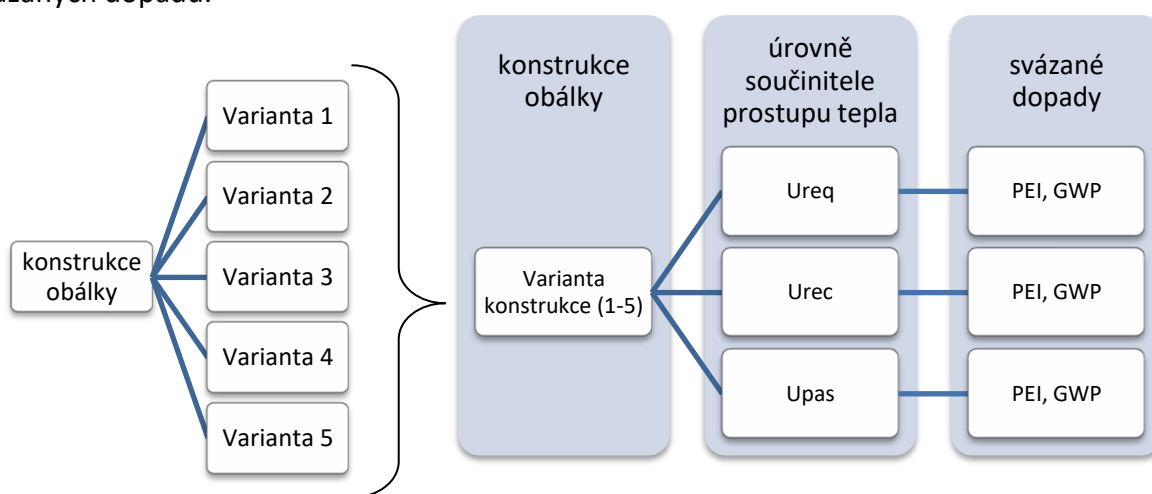 dopadů.
konstrukce
obálky
Varianta 1
Varianta 2
Varianta 3
Varianta 4
Varianta 5
konstrukce
obálky
Varianta
konstrukce (1-5)
úrovně
součinitele
prostupu tepla
Ureq
Urec
Upas
svázané
dopady
PEI, GWP
PEI, GWP
PEI, GWP